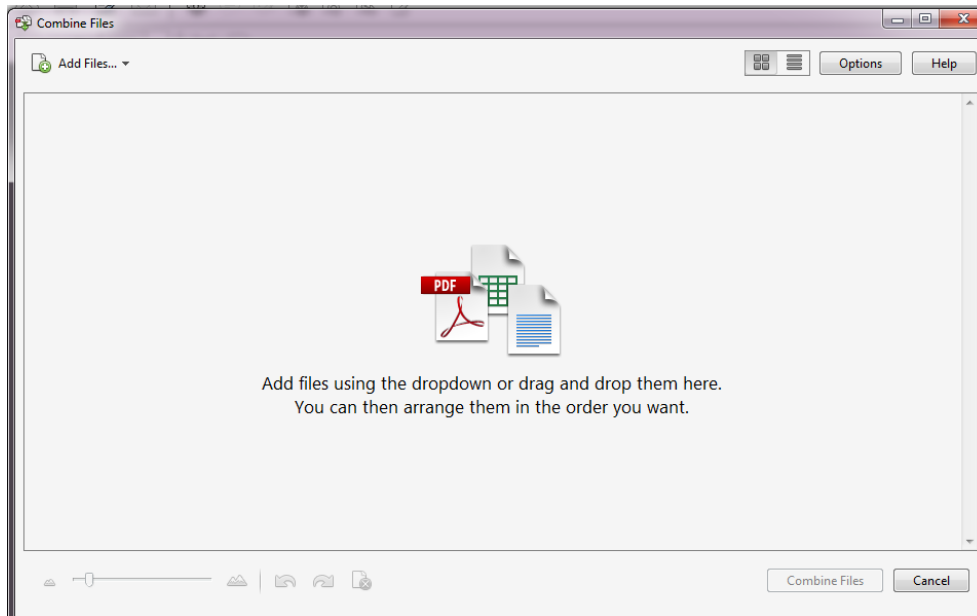 Combine Files
Add Files...
Options
Help
PDF
Add files using the dropdown or drag and drop them here.
You can then arrange them in the order you want.
Combine Files
Cancel